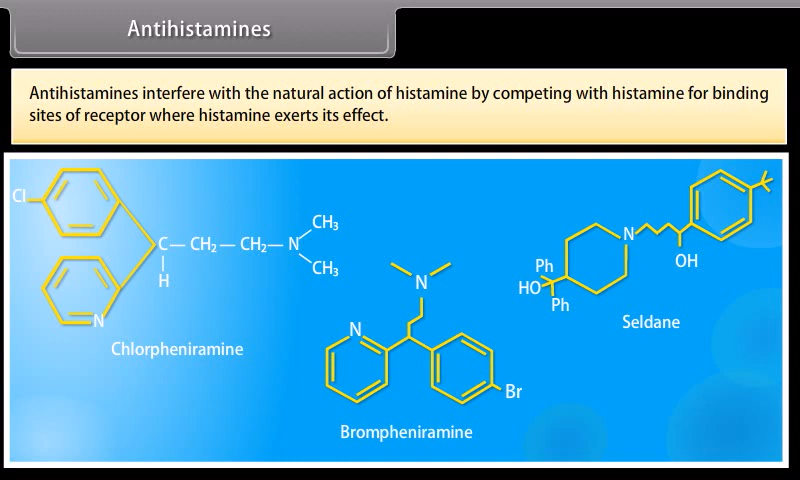 Antihistamines
Antihistamines interfere with the natural action of histamine by competing with histamine for binding
sites of receptor where histamine exerts its effect.
Cl
C — CH₂ — CH₂ — N
CH₃
CH₃
H
N
Chlorpheniramine
N
N
Br
Brompheniramine
N
OH
Ph
HO
Ph
Seldane